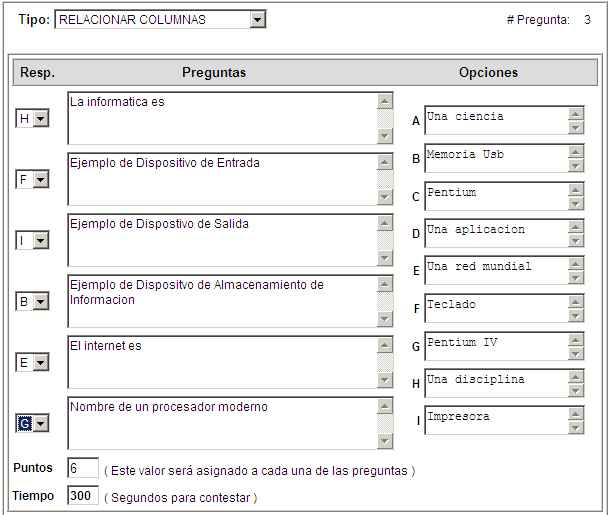 Tipo: RELACIONAR COLUMNAS # Pregunta: 3
Resp. Preguntas Opciones
H La informatica es
F Ejemplo de Dispositivo de Entrada
I Ejemplo de Dispostivo de Salida
B Ejemplo de Dispositvo de Almacenamiento de
Informacion
E El internet es
G Nombre de un procesador moderno
A Una ciencia
B Memoria Usb
C Pentium
D Una aplicacion
E Una red mundial
F Teclado
G Pentium IV
H Una disciplina
I Impresora
Puntos 6 ( Este valor será asignado a cada una de las preguntas )
Tiempo 300 ( Segundos para contestar )